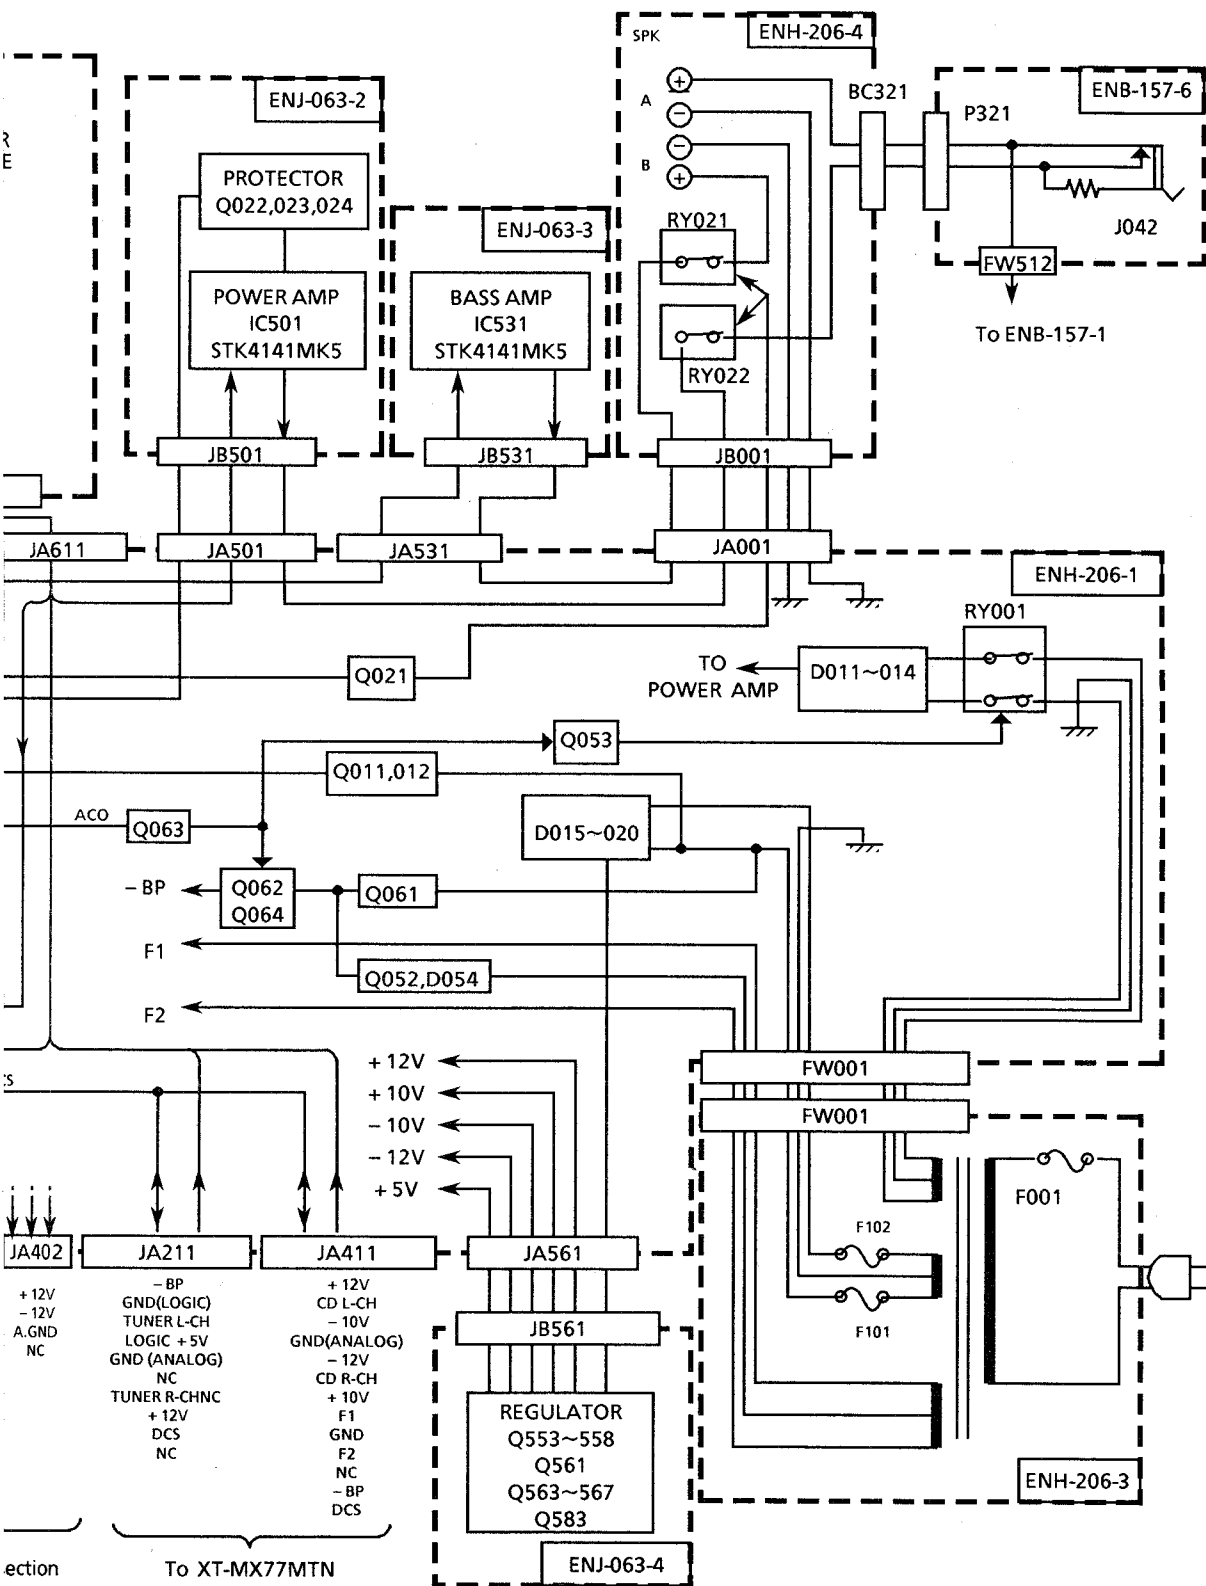 SPK
ENH-206-4
A
B
BC321
P321
ENB-157-6
J042
FW512
To ENB-157-1
R
E
ENJ-063-2
PROTECTOR
Q022,023,024
POWER AMP
IC501
STK4141MK5
ENJ-063-3
BASS AMP
IC531
STK4141MK5
RY021
RY022
JB501
JB531
JB001
JA611
JA501
JA531
JA001
ENH-206-1
RY001
Q021
TO
POWER AMP
D011~014
Q053
Q011,012
ACO
Q063
D015~020
– BP
Q062
Q064
Q061
F1
Q052,D054
F2
+ 12V
+ 10V
– 10V
– 12V
+ 5V
FW001
FW001
F001
F102
F101
JA402
JA211
JA411
JA561
+ 12V
– 12V
A.GND
NC
– BP
GND(LOGIC)
TUNER L-CH
LOGIC + 5V
GND (ANALOG)
NC
TUNER R-CHNC
+ 12V
DCS
NC
+ 12V
CD L-CH
– 10V
GND(ANALOG)
– 12V
CD R-CH
+ 10V
F1
GND
F2
NC
– BP
DCS
JB561
REGULATOR
Q553~558
Q561
Q563~567
Q583
ENH-206-3
ENJ-063-4
ection
To XT-MX77MTN